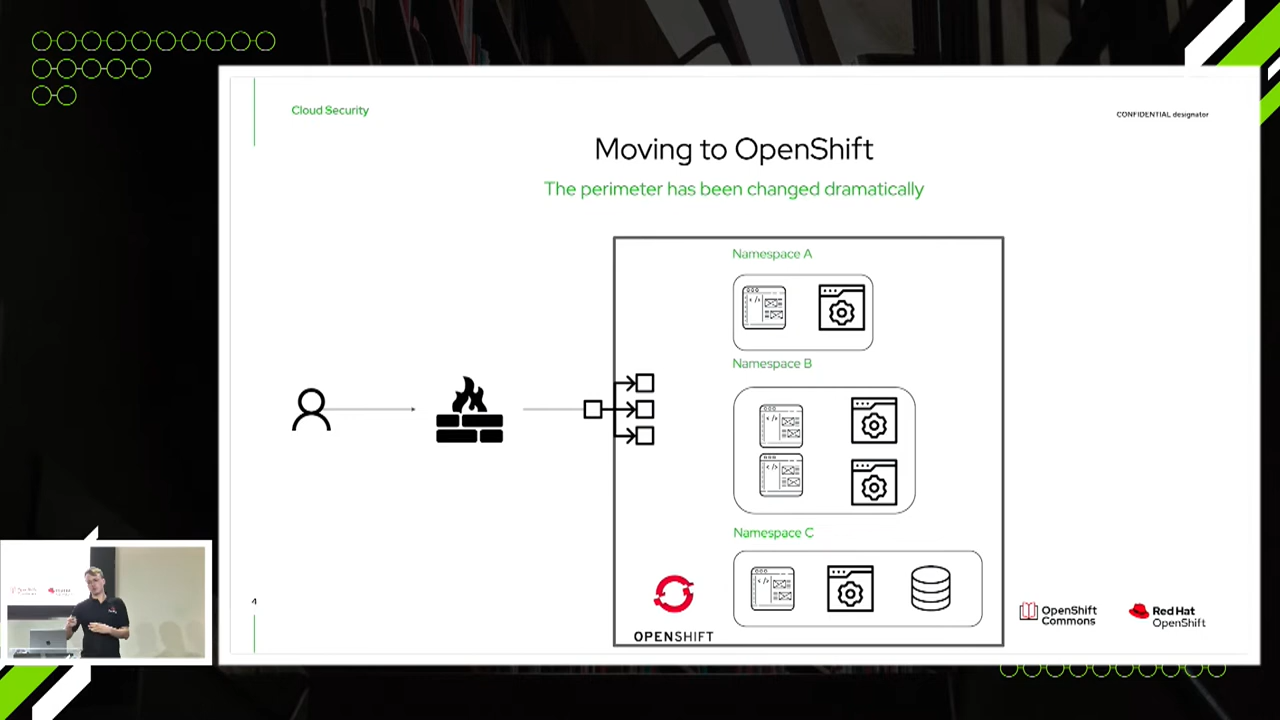 Cloud Security
CONFIDENTIAL designator
Moving to OpenShift
The perimeter has been changed dramatically
Namespace A
Namespace B
Namespace C
OPENSHIFT
4
OpenShift
Commons
Red Hat
OpenShift